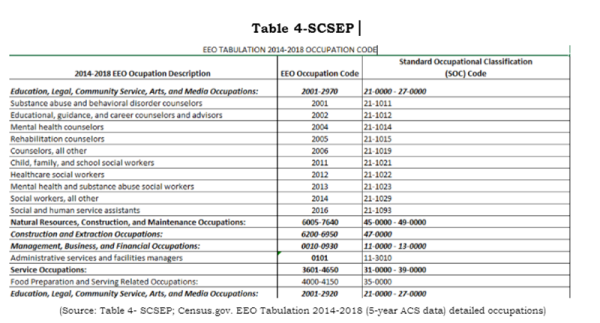 Table 4-SCSEP
EEO TABULATION 2014-2018 OCCUPATION CODE
2014-2018 EEO Ocupation Description EEO Occupation Code Standard Occupational Classification (SOC) Code
Education, Legal, Community Service, Arts, and Media Occupations: 2001-2970 21-0000 - 27-0000
Substance abuse and behavioral disorder counselors 2001 21-1011
Educational, guidance, and career counselors and advisors 2002 21-1012
Mental health counselors 2004 21-1014
Rehabilitation counselors 2005 21-1015
Counselors, all other 2006 21-1019
Child, family, and school social workers 2011 21-1021
Healthcare social workers 2012 21-1022
Mental health and substance abuse social workers 2013 21-1023
Social workers, all other 2014 21-1029
Social and human service assistants 2016 21-1093
Natural Resources, Construction, and Maintenance Occupations: 6005-7640 45-0000 - 49-0000
Construction and Extraction Occupations: 6200-6950 47-0000
Management, Business, and Financial Occupations: 0010-0930 11-0000 - 13-0000
Administrative services and facilities managers 0101 11-3010
Service Occupations: 3601-4650 31-0000 - 39-0000
Food Preparation and Serving Related Occupations: 4000-4150 35-0000
Education, Legal, Community Service, Arts, and Media Occupations: 2001-2920 21-0000 - 27-0000
(Source: Table 4- SCSEP; Census.gov. EEO Tabulation 2014-2018 (5-year ACS data) detailed occupations)